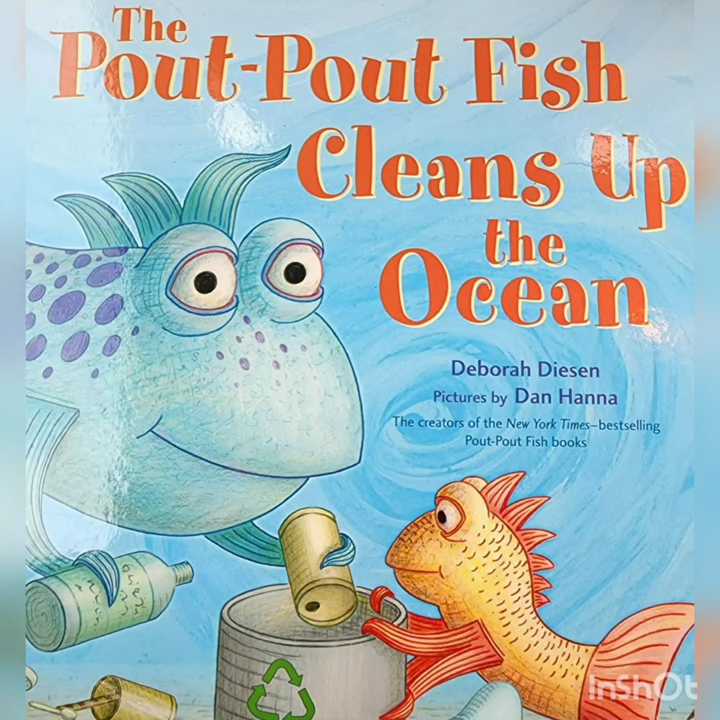 The
Pout-Pout Fish
Cleans Up
the
Ocean
Deborah Diesen
Pictures by Dan Hanna
The creators of the New York Times–bestselling
Pout-Pout Fish books
InShOt